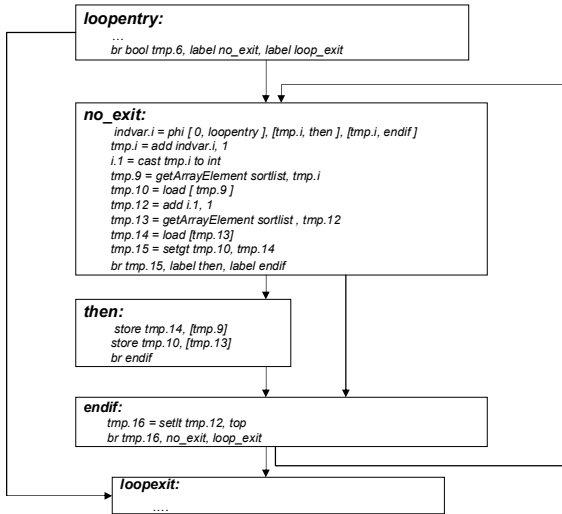 loopentry:
...
br bool tmp.6, label no_exit, label loop_exit
no_exit:
indvar.i = phi [ 0, loopentry ], [tmp.i, then ], [tmp.i, endif ]
tmp.i = add indvar.i, 1
i.1 = cast tmp.i to int
tmp.9 = getArrayElement sortlist, tmp.i
tmp.10 = load [ tmp.9 ]
tmp.12 = add i.1, 1
tmp.13 = getArrayElement sortlist , tmp.12
tmp.14 = load [tmp.13]
tmp.15 = setgt tmp.10, tmp.14
br tmp.15, label then, label endif
then:
store tmp.14, [tmp.9]
store tmp.10, [tmp.13]
br endif
endif:
tmp.16 = setlt tmp.12, top
br tmp.16, no_exit, loop_exit
loopexit:
....